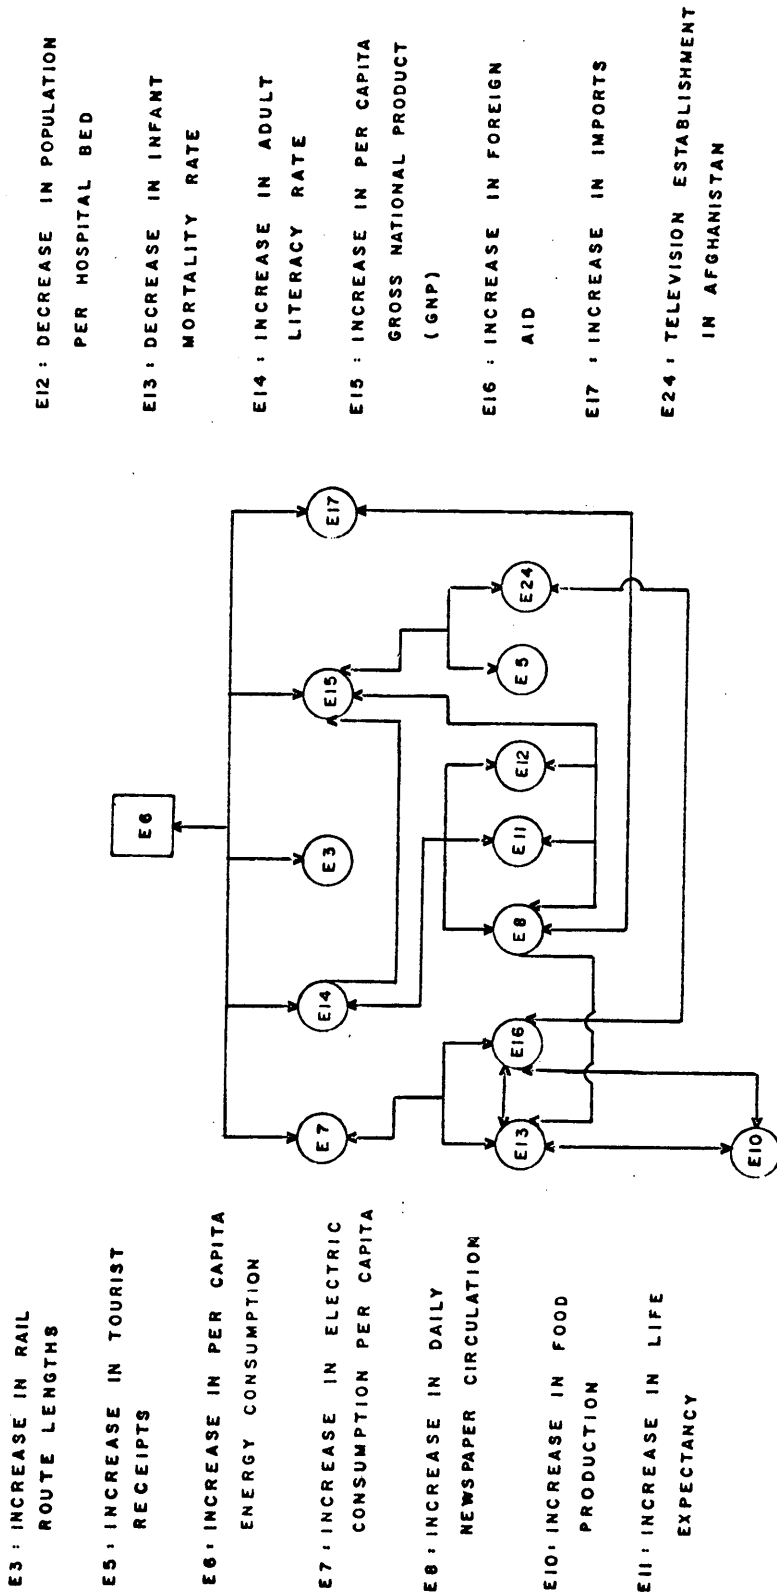 E3 : INCREASE IN RAIL
ROUTE LENGTHS
E5 : INCREASE IN TOURIST
RECEIPTS
E6 : INCREASE IN PER CAPITA
ENERGY CONSUMPTION
E7 : INCREASE IN ELECTRIC
CONSUMPTION PER CAPITA
E8 : INCREASE IN DAILY
NEWSPAPER CIRCULATION
E10: INCREASE IN FOOD
PRODUCTION
E11 : INCREASE IN LIFE
EXPECTANCY
E6
E7
E14
E3
E15
E17
E13
E16
E8
E11
E12
E5
E24
E10
E12 : DECREASE IN POPULATION
PER HOSPITAL BED
E13 : DECREASE IN INFANT
MORTALITY RATE
E14 : INCREASE IN ADULT
LITERACY RATE
E15 : INCREASE IN PER CAPITA
GROSS NATIONAL PRODUCT
(GNP)
E16 : INCREASE IN FOREIGN
AID
E17 : INCREASE IN IMPORTS
E24 : TELEVISION ESTABLISHMENT
IN AFGHANISTAN